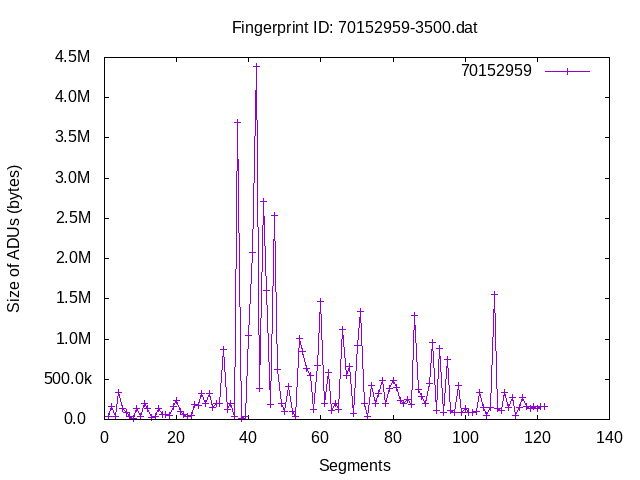 Fingerprint ID: 70152959-3500.dat
70152959
4.5M
4.0M
3.5M
3.0M
2.5M
2.0M
1.5M
1.0M
500.0k
0.0
Size of ADUs (bytes)
0 20 40 60 80 100 120 140
Segments